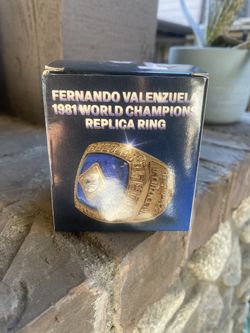 FERNANDO VALENZUELA
1981 WORLD CHAMPIONS
REPLICA RING